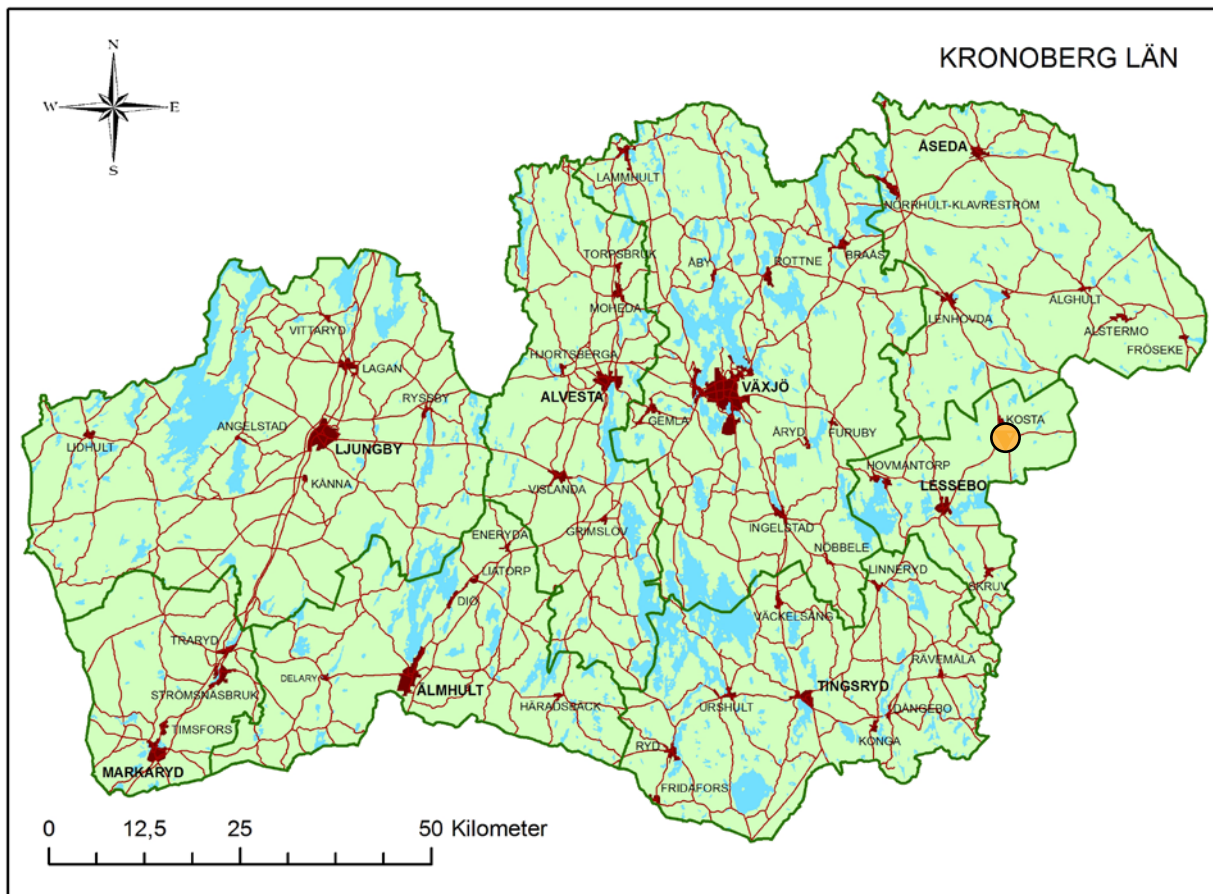 KRONOBERG LÄN
N
W E
S
ÅSEDA
LAMMHULT
NORRHULT-KLAVRESTRÖM
TORPSBRUK
ÅBY
ROTTNE
BRAÅS
MOHEDA
ÄLGHULT
LENHOVDA
ALSTERMO
VITTARYD
FRÖSEKE
HJORTSBERGA
LAGAN
VÄXJÖ
ALVESTA
RYSSBY
GEMLA
KOSTA
ANGELSTAD
ÅRYD
FURUBY
LIDHULT
LJUNGBY
HOVMANTORP
KÅNNA
LESSEBO
VISLANDA
INGELSTAD
GRIMSLÖV
ENERYDA
NÖBBELE
LIATORP
LINNERYD
SKRUV
DIÖ
VÄCKELSÅNG
TRARYD
RÄVEMÅLA
DELARY
STRÖMSNÄSBRUK
ÄLMHULT
TINGSRYD
HÄRADSBÄCK
URSHULT
DÅNGEBO
TIMSFORS
KONGA
RYD
MARKARYD
FRIDAFORS
0 12,5 25 50 Kilometer